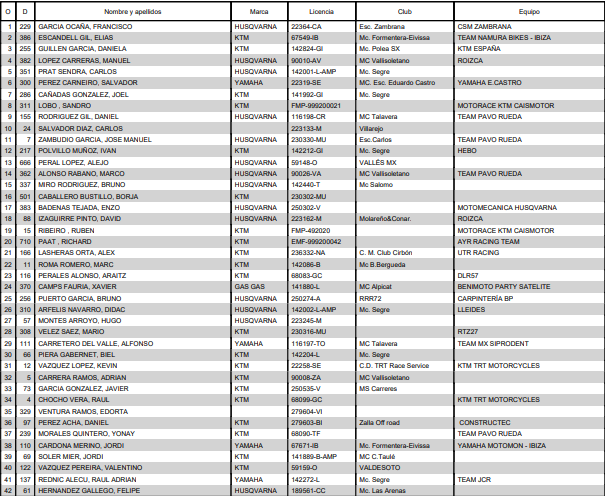 O D Nombre y apellidos Marca Licencia Club Equipo
1 229 GARCIA OCAÑA, FRANCISCO HUSQVARNA 22364-CA Esc. Zambrana CSM ZAMBRANA
2 386 ESCANDELL GIL, ELIAS KTM 67549-IB Mc. Formentera-Eivissa TEAM NAMURA BIKES - IBIZA
3 255 GUILLEN GARCIA, DANIELA KTM 142824-GI Mc. Polea SX KTM ESPAÑA
4 382 LOPEZ CARRERAS, MANUEL HUSQVARNA 90010-AV MC Vallisoletano ROIZCA
5 351 PRAT SENDRA, CARLOS HUSQVARNA 142001-L-AMP Mc. Segre
6 300 PEREZ CARNEIRO, SALVADOR YAMAHA 22319-SE MC. Esc. Eduardo Castro YAMAHA E.CASTRO
7 286 CAÑADAS GONZALEZ, JOEL KTM 141992-GI Mc. Segre
8 311 LOBO , SANDRO KTM FMP-999200021 MOTORACE KTM CAISMOTOR
9 155 RODRIGUEZ GIL, DANIEL HUSQVARNA 116198-CR MC Talavera TEAM PAVO RUEDA
10 24 SALVADOR DIAZ, CARLOS 223133-M Villarejo
11 7 ZAMBUDIO GARCIA, JOSE MANUEL HUSQVARNA 230330-MU Esc.Carlos TEAM PAVO RUEDA
12 217 POLVILLO MUÑOZ, IVAN KTM 142212-GI Mc. Segre HEBO
13 666 PERAL LOPEZ, ALEJO HUSQVARNA 59148-O VALLÉS MX
14 362 ALONSO RABANO, MARCO HUSQVARNA 90026-VA MC Vallisoletano TEAM PAVO RUEDA
15 337 MIRO RODRIGUEZ, BRUNO HUSQVARNA 142440-T Mc Salomo
16 501 CABALLERO BUSTILLO, BORJA KTM 230302-MU
17 383 BADENAS TEJADA, ENZO HUSQVARNA 250302-V MOTOMECANICA HUSQVARNA
18 88 IZAGUIRRE PINTO, DAVID HUSQVARNA 223162-M Molareño&Conar. ROIZCA
19 15 RIBEIRO , RUBEN KTM FMP-492020 MOTORACE KTM CAISMOTOR
20 710 PAAT , RICHARD KTM EMF-999200042 AYR RACING TEAM
21 166 LASHERAS ORTA, ALEX KTM 236332-NA C. M. Club Cirbón UTR RACING
22 11 ROMA ROMERO, MARC KTM 142086-B Mc B.Bergueda
23 116 PERALES ALONSO, ARAITZ KTM 68083-GC DLR57
24 370 CAMPS FAURIA, XAVIER GAS GAS 141880-L MC Alpicat BENIMOTO PARTY SATELITE
25 256 PUERTO GARCIA, BRUNO HUSQVARNA 250274-A RRR72 CARPINTERÍA BP
26 310 ARFELIS NAVARRO, DIDAC HUSQVARNA 142002-L-AMP Mc. Segre LLEIDES
27 57 MONTES ARROYO, HUGO HUSQVARNA 223245-M
28 308 VELEZ SAEZ, MARIO KTM 230316-MU RTZ27
29 111 CARRETERO DEL VALLE, ALFONSO YAMAHA 116197-TO MC Talavera TEAM MX SIPRODENT
30 66 PIERA GABERNET, BIEL KTM 142204-L Mc. Segre
31 12 VAZQUEZ LOPEZ, KEVIN KTM 22258-SE C.D. TRT Race Service KTM TRT MOTORCYCLES
32 5 CARRERA RAMOS, ADRIAN KTM 90008-ZA MC Vallisoletano
33 73 GARCIA GONZALEZ, JAVIER KTM 250535-V MS Carreres
34 4 CHOCHO VERA, RAUL KTM 68099-GC KTM TRT MOTORCYCLES
35 329 VENTURA RAMOS, EDORTA 279604-VI
36 97 PEREZ ACHA, DANIEL KTM 279603-BI Zalla Off road CONSTRUCTEC
37 239 MORALES QUINTERO, YONAY KTM 68090-TF TEAM PAVO RUEDA
38 110 CARDONA MERINO, JORDI YAMAHA 67671-IB Mc. Formentera-Eivissa YAMAHA MOTOMON - IBIZA
39 69 SOLER MIER, JORDI KTM 141889-B-AMP MC C.Taulé
40 122 VAZQUEZ PEREIRA, VALENTINO KTM 59159-O VALDESOTO
41 137 REDNIC ALECU, RAUL ADRIAN YAMAHA 142272-L Mc. Segre TEAM JCR
42 61 HERNANDEZ GALLEGO, FELIPE HUSQVARNA 189561-CC Mc. Las Arenas